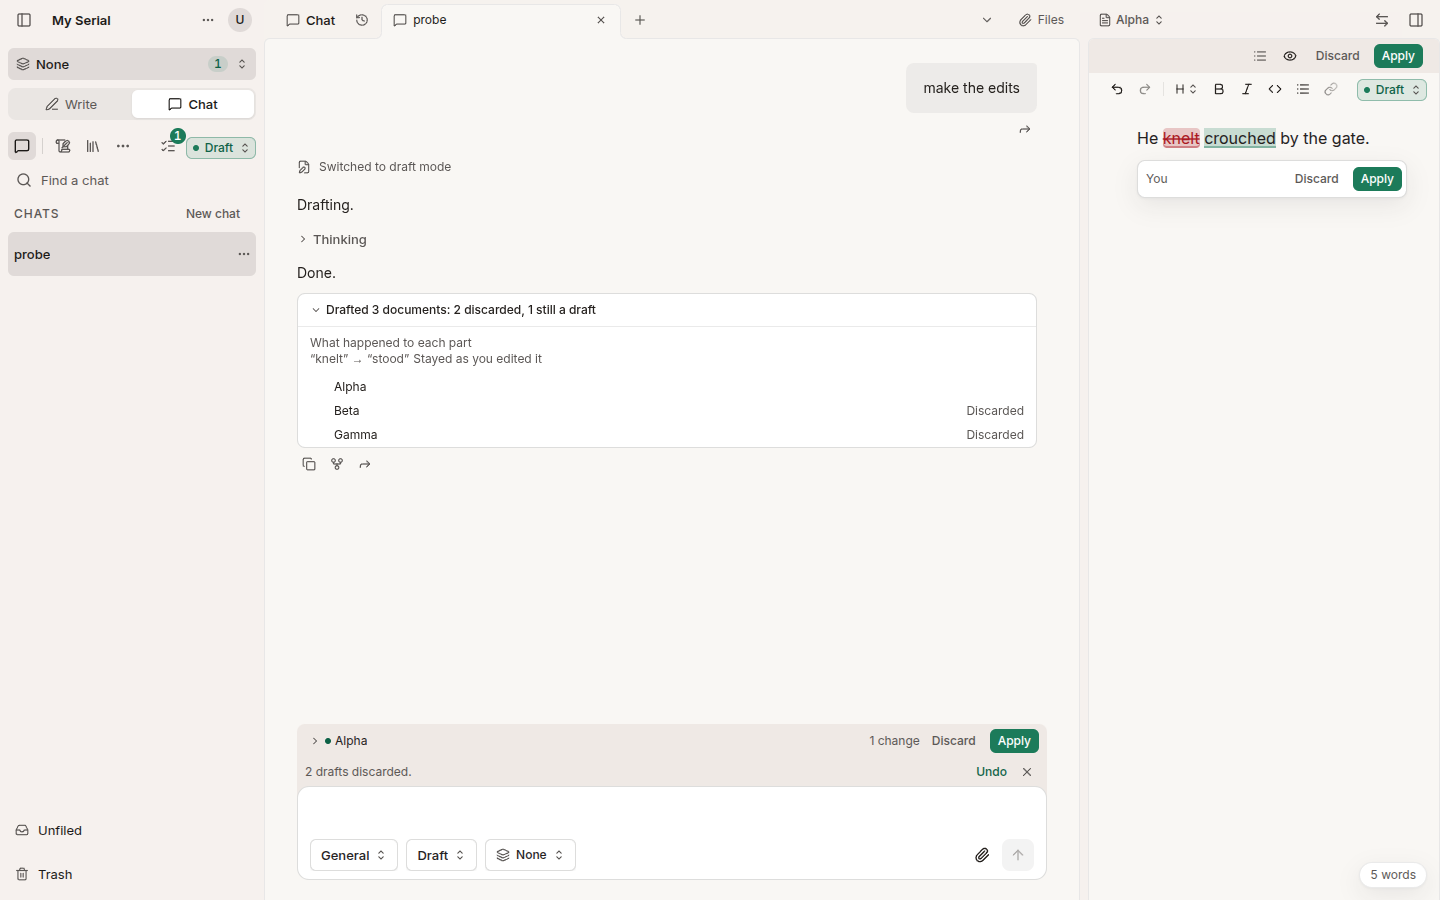 My Serial
U
Chat
probe
Files
Alpha
None
1
Write
Chat
1
Draft
Find a chat
CHATS
New chat
probe
Unfiled
Trash
make the edits
Switched to draft mode
Drafting.
Thinking
Done.
Drafted 3 documents: 2 discarded, 1 still a draft
What happened to each part
“knelt” → “stood” Stayed as you edited it
Alpha
Beta Discarded
Gamma Discarded
Alpha 1 change Discard Apply
2 drafts discarded. Undo
General Draft None
Discard Apply
H B I Draft
He knelt crouched by the gate.
You Discard Apply
5 words